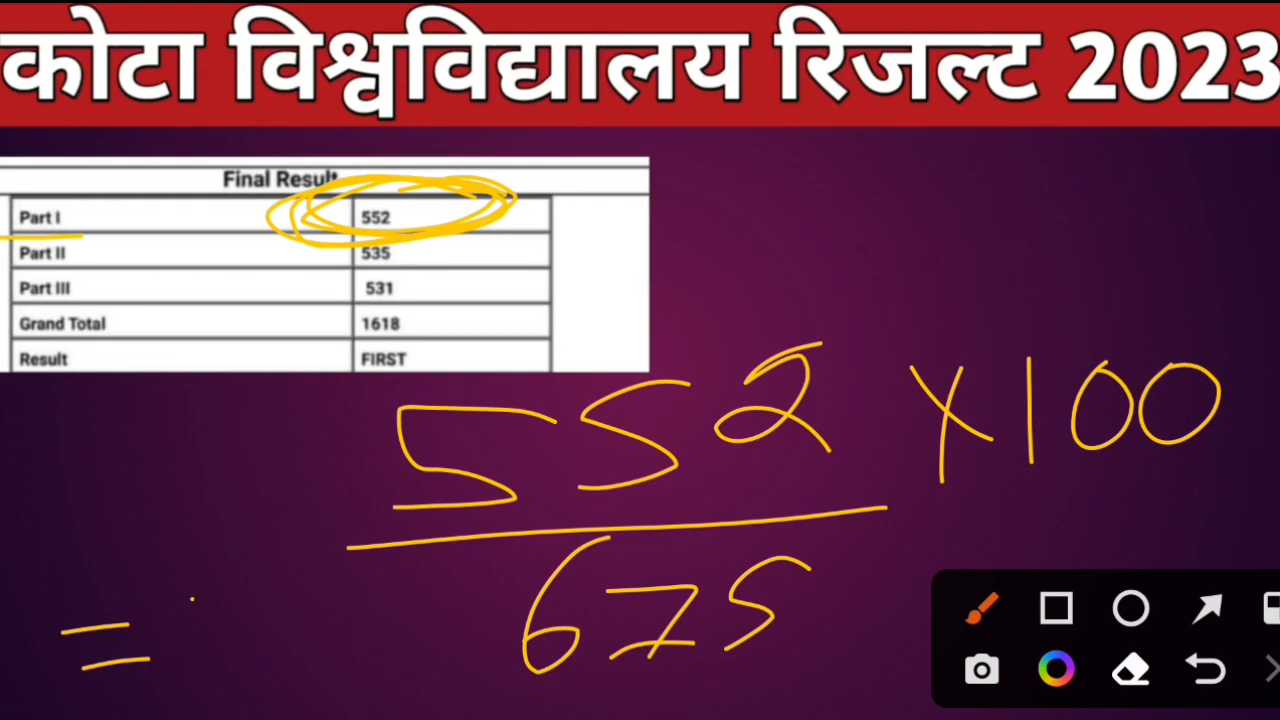 कोटा विश्वविद्यालय रिजल्ट 2023
Final Result
Part I 552
Part II 535
Part III 531
Grand Total 1618
Result FIRST
552 ×100
675
=